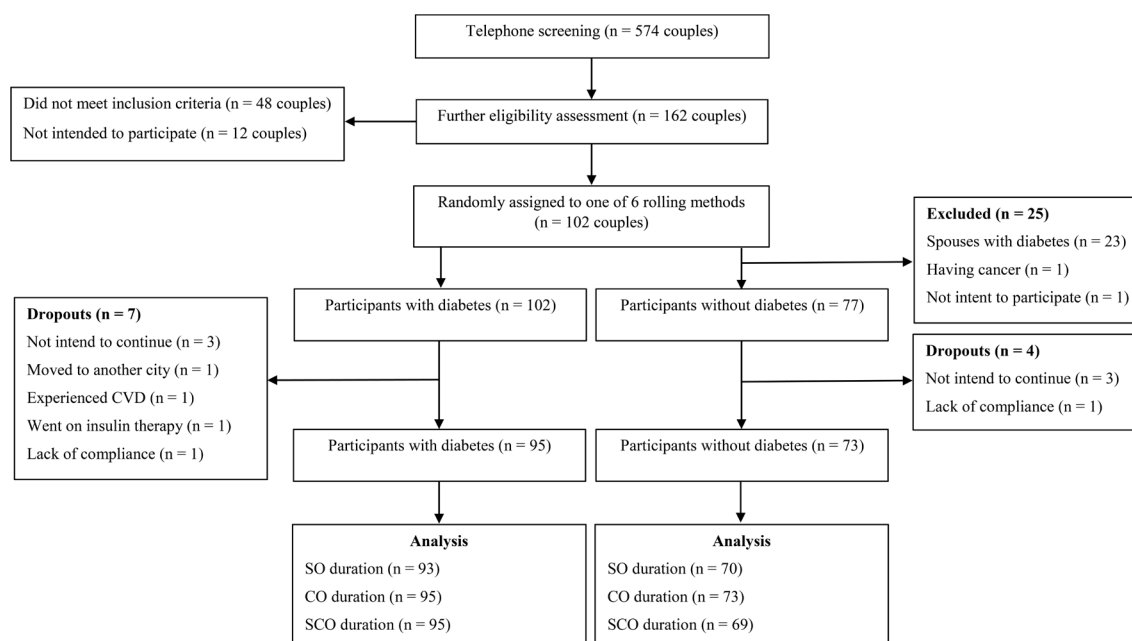 Telephone screening (n = 574 couples)
Did not meet inclusion criteria (n = 48 couples)
Not intended to participate (n = 12 couples)
Further eligibility assessment (n = 162 couples)
Randomly assigned to one of 6 rolling methods
(n = 102 couples)
Excluded (n = 25)
Spouses with diabetes (n = 23)
Having cancer (n = 1)
Not intent to participate (n = 1)
Participants with diabetes (n = 102)
Participants without diabetes (n = 77)
Dropouts (n = 7)
Not intend to continue (n = 3)
Moved to another city (n = 1)
Experienced CVD (n = 1)
Went on insulin therapy (n = 1)
Lack of compliance (n = 1)
Dropouts (n = 4)
Not intend to continue (n = 3)
Lack of compliance (n = 1)
Participants with diabetes (n = 95)
Participants without diabetes (n = 73)
Analysis
SO duration (n = 93)
CO duration (n = 95)
SCO duration (n = 95)
Analysis
SO duration (n = 70)
CO duration (n = 73)
SCO duration (n = 69)